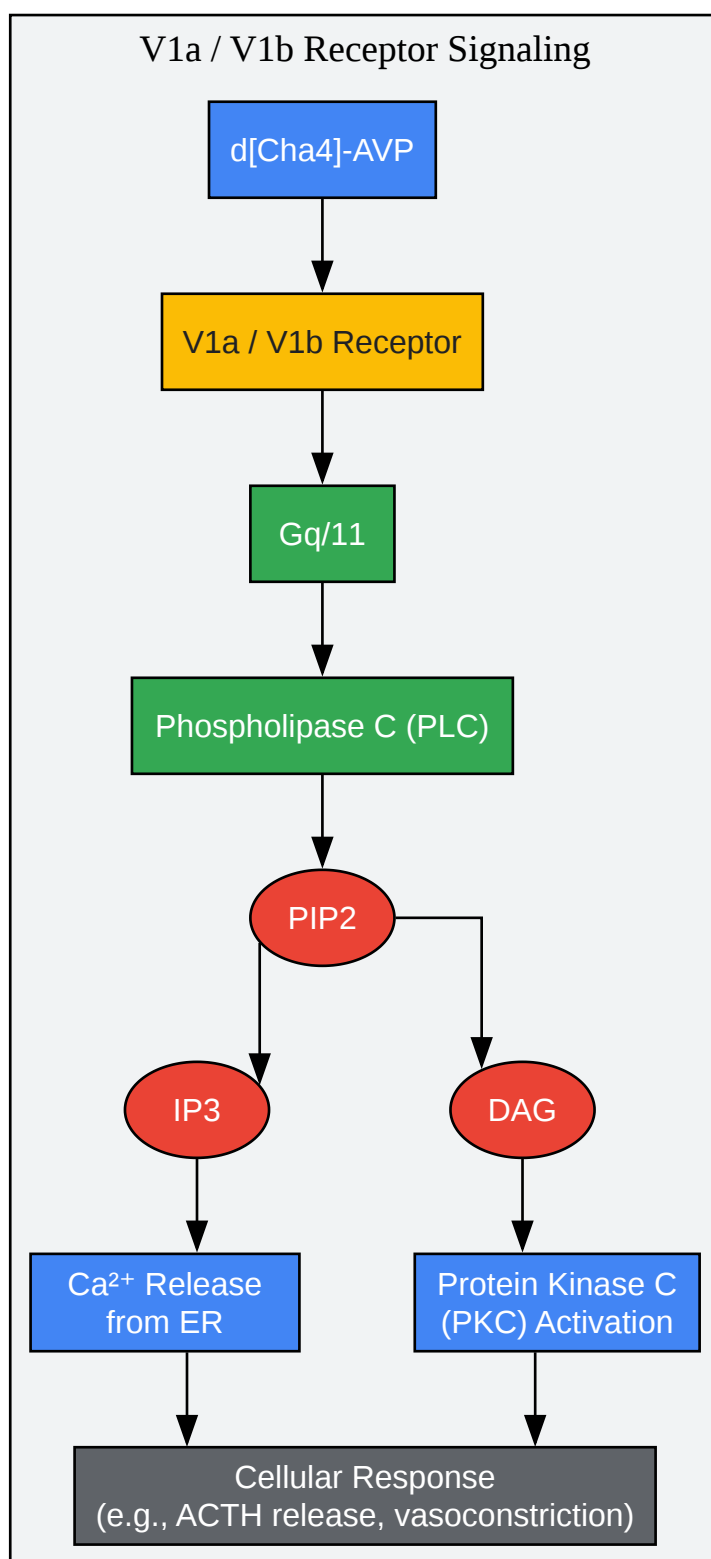 V1a / V1b Receptor Signaling
d[Cha4]-AVP
V1a / V1b Receptor
Gq/11
Phospholipase C (PLC)
PIP2
IP3
DAG
Ca²⁺ Release
from ER
Protein Kinase C
(PKC) Activation
Cellular Response
(e.g., ACTH release, vasoconstriction)